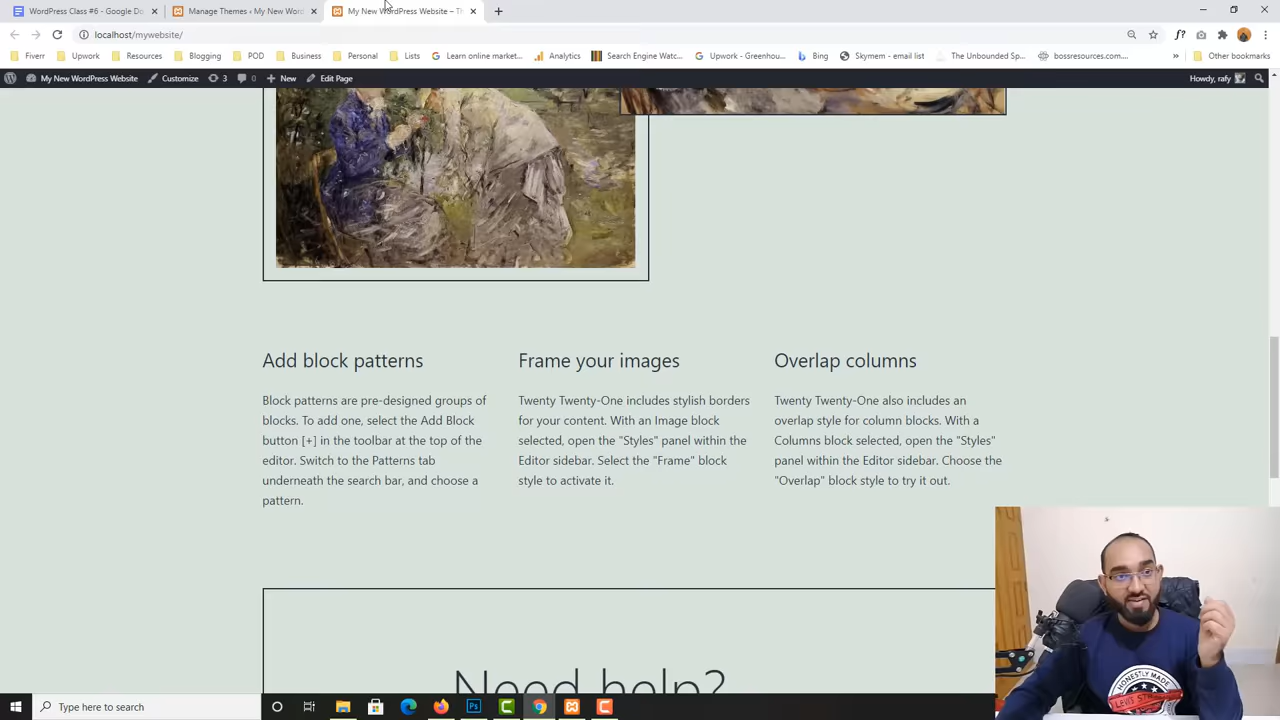 WordPress Class #6 - Google Do
Manage Themes ‹ My New Word
My New WordPress Website – Th
localhost/mywebsite/
Fiverr
Upwork
Resources
Blogging
POD
Business
Personal
Lists
Learn online market...
Analytics
Search Engine Watc...
Upwork - Greenhou...
Bing
Skymem - email list
The Unbounded Sp...
bossresources.com...
Other bookmarks
My New WordPress Website
Customize
3
0
New
Edit Page
Howdy, rafy
Add block patterns
Block patterns are pre-designed groups of
blocks. To add one, select the Add Block
button [+] in the toolbar at the top of the
editor. Switch to the Patterns tab
underneath the search bar, and choose a
pattern.
Frame your images
Twenty Twenty-One includes stylish borders
for your content. With an Image block
selected, open the "Styles" panel within the
Editor sidebar. Select the "Frame" block
style to activate it.
Overlap columns
Twenty Twenty-One also includes an
overlap style for column blocks. With a
Columns block selected, open the "Styles"
panel within the Editor sidebar. Choose the
"Overlap" block style to try it out.
Need help?
HONESTLY MADE
Type here to search
Ps